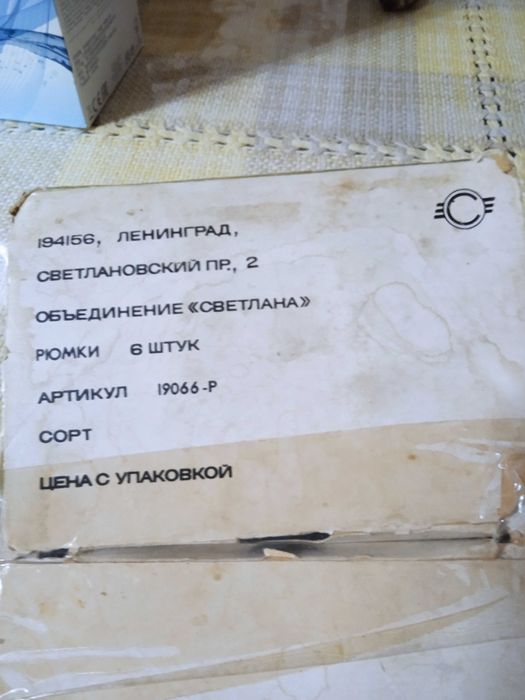 194156, ЛЕНИНГРАД,
СВЕТЛАНОВСКИЙ ПР., 2
ОБЪЕДИНЕНИЕ «СВЕТЛАНА»
РЮМКИ 6 ШТУК
АРТИКУЛ 19066-Р
СОРТ
ЦЕНА С УПАКОВКОЙ